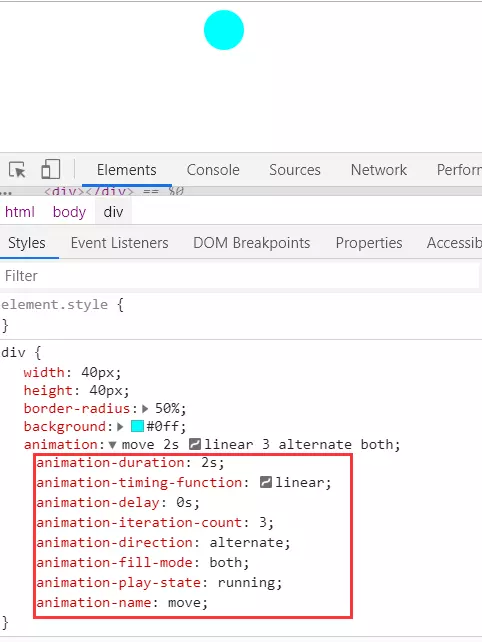 Elements Console Sources Network Perform
... <div></div> == $0
html body div
Styles Event Listeners DOM Breakpoints Properties Accessib
Filter
element.style {
}
div {
width: 40px;
height: 40px;
border-radius: 50%;
background: #0ff;
animation: move 2s linear 3 alternate both;
animation-duration: 2s;
animation-timing-function: linear;
animation-delay: 0s;
animation-iteration-count: 3;
animation-direction: alternate;
animation-fill-mode: both;
animation-play-state: running;
animation-name: move;
}